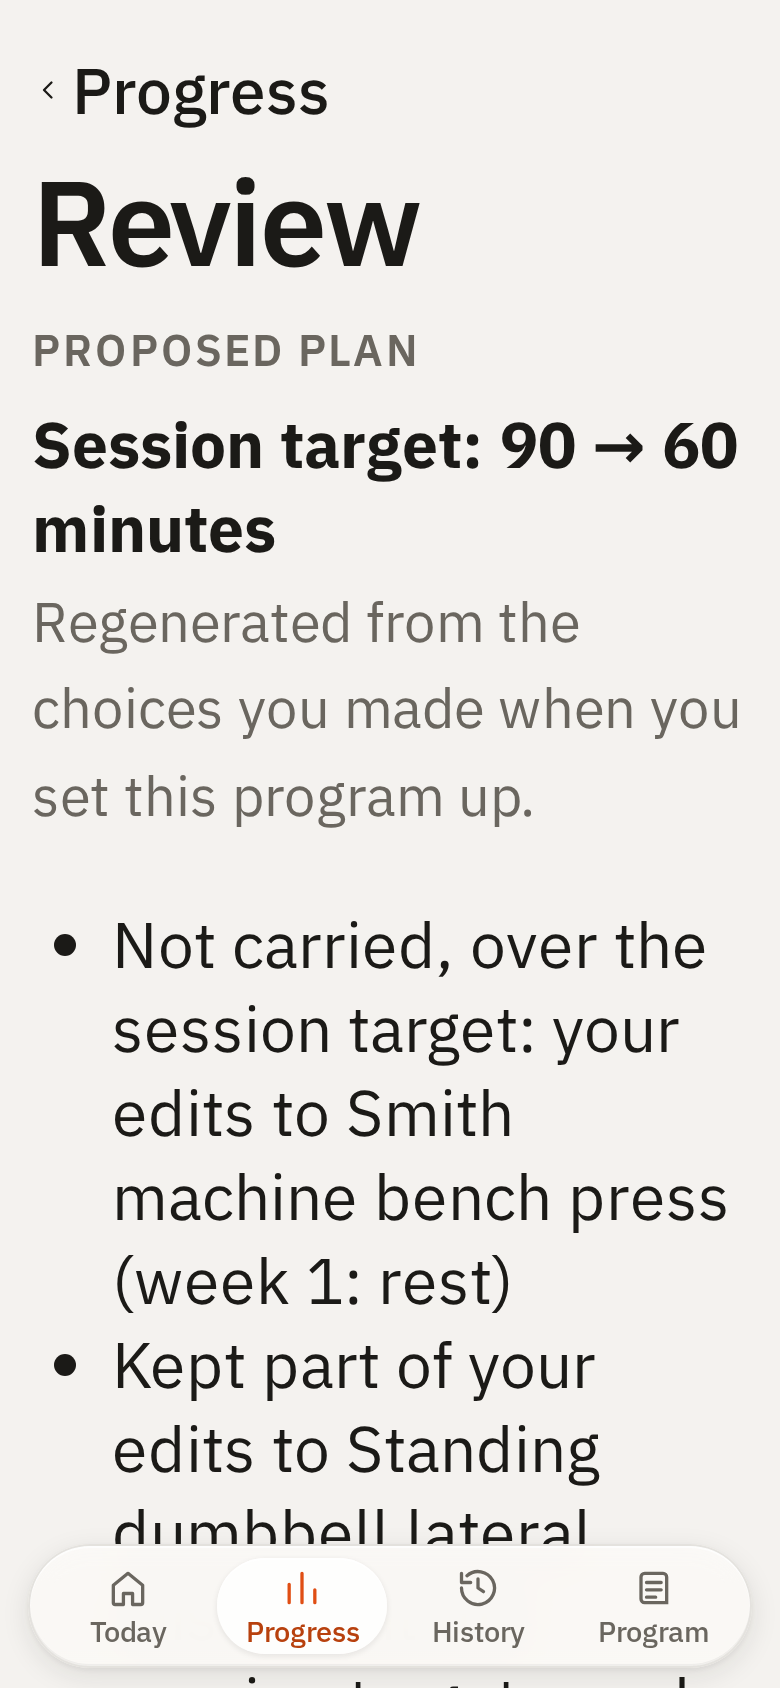 Progress
Review
PROPOSED PLAN
Session target: 90 → 60
minutes
Regenerated from the
choices you made when you
set this program up.
• Not carried, over the
session target: your
edits to Smith
machine bench press
(week 1: rest)
• Kept part of your
edits to Standing
dumbbell lateral
Today
Progress
History
Program